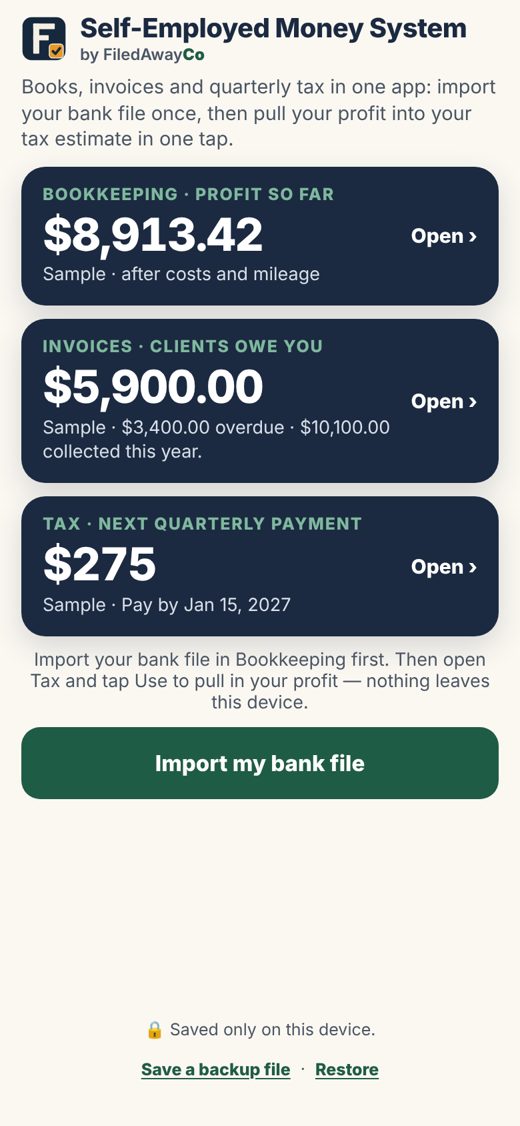 F
Self-Employed Money System
by FiledAwayCo
Books, invoices and quarterly tax in one app: import
your bank file once, then pull your profit into your
tax estimate in one tap.
BOOKKEEPING · PROFIT SO FAR
$8,913.42
Open ›
Sample · after costs and mileage
INVOICES · CLIENTS OWE YOU
$5,900.00
Open ›
Sample · $3,400.00 overdue · $10,100.00
collected this year.
TAX · NEXT QUARTERLY PAYMENT
$275
Open ›
Sample · Pay by Jan 15, 2027
Import your bank file in Bookkeeping first. Then open
Tax and tap Use to pull in your profit — nothing leaves
this device.
Import my bank file
🔒 Saved only on this device.
Save a backup file · Restore